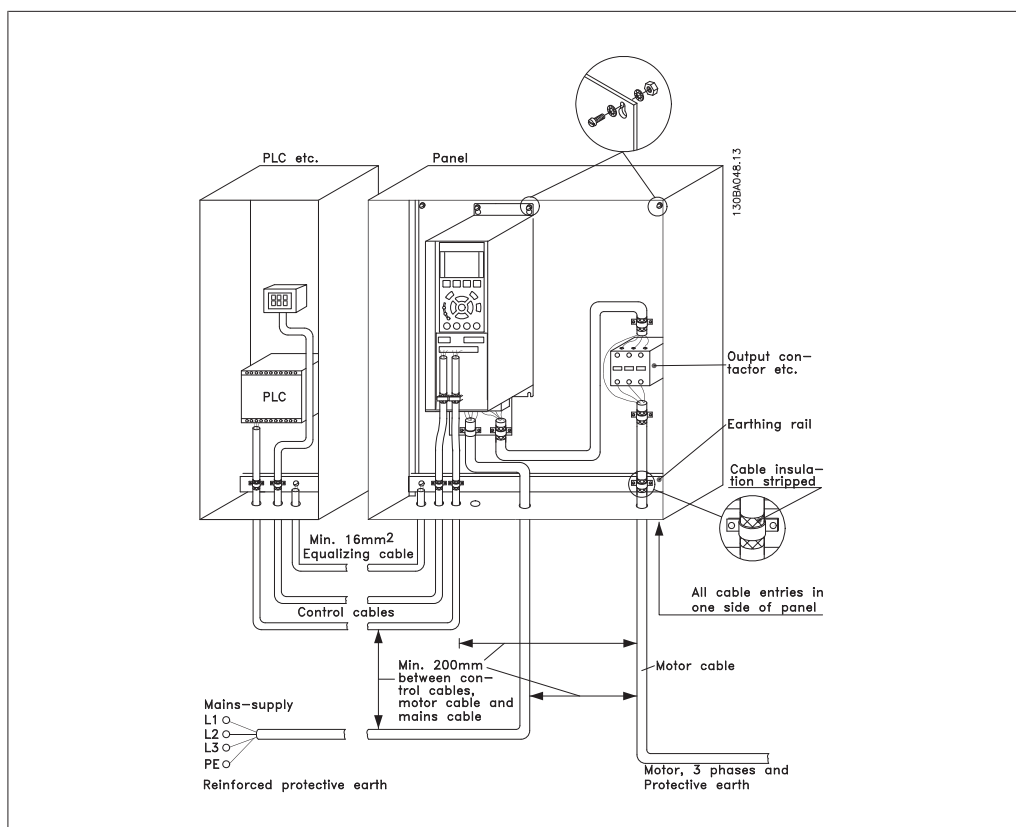 PLC etc.
Panel
130BA048.13
PLC
Output con-
tactor etc.
Earthing rail
Cable insula-
tion stripped
Min. 16mm2
Equalizing cable
All cable entries in
one side of panel
Control cables
Min. 200mm
between con-
trol cables,
motor cable and
mains cable
Motor cable
Mains-supply
L1
L2
L3
PE
Reinforced protective earth
Motor, 3 phases and
Protective earth